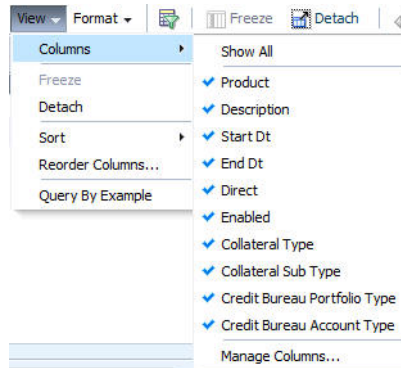 View Format Freeze Detach
Columns
Freeze
Detach
Sort
Reorder Columns...
Query By Example
Show All
Product
Description
Start Dt
End Dt
Direct
Enabled
Collateral Type
Collateral Sub Type
Credit Bureau Portfolio Type
Credit Bureau Account Type
Manage Columns...